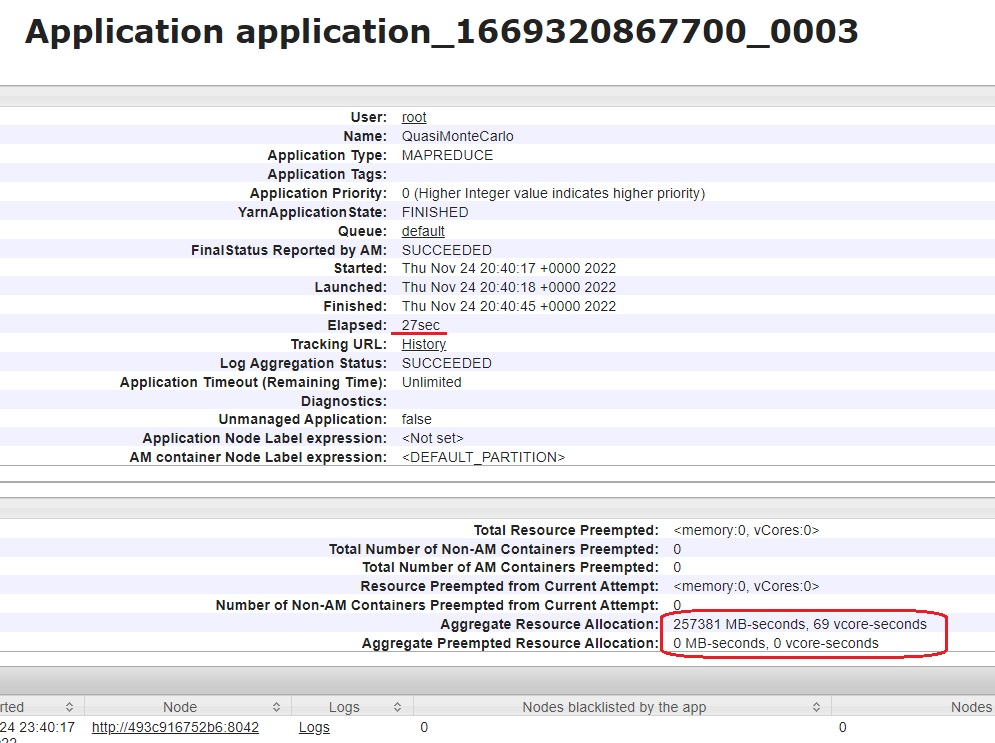 Application application_1669320867700_0003
User: root
Name: QuasiMonteCarlo
Application Type: MAPREDUCE
Application Tags:
Application Priority: 0 (Higher Integer value indicates higher priority)
YarnApplicationState: FINISHED
Queue: default
FinalStatus Reported by AM: SUCCEEDED
Started: Thu Nov 24 20:40:17 +0000 2022
Launched: Thu Nov 24 20:40:18 +0000 2022
Finished: Thu Nov 24 20:40:45 +0000 2022
Elapsed: 27sec
Tracking URL: History
Log Aggregation Status: SUCCEEDED
Application Timeout (Remaining Time): Unlimited
Diagnostics:
Unmanaged Application: false
Application Node Label expression: <Not set>
AM container Node Label expression: <DEFAULT_PARTITION>
Total Resource Preempted: <memory:0, vCores:0>
Total Number of Non-AM Containers Preempted: 0
Total Number of AM Containers Preempted: 0
Resource Preempted from Current Attempt: <memory:0, vCores:0>
Number of Non-AM Containers Preempted from Current Attempt: 0
Aggregate Resource Allocation: 257381 MB-seconds, 69 vcore-seconds
Aggregate Preempted Resource Allocation: 0 MB-seconds, 0 vcore-seconds
rted Node Logs Nodes blacklisted by the app Nodes
24 23:40:17 http://493c916752b6:8042 Logs 0 0